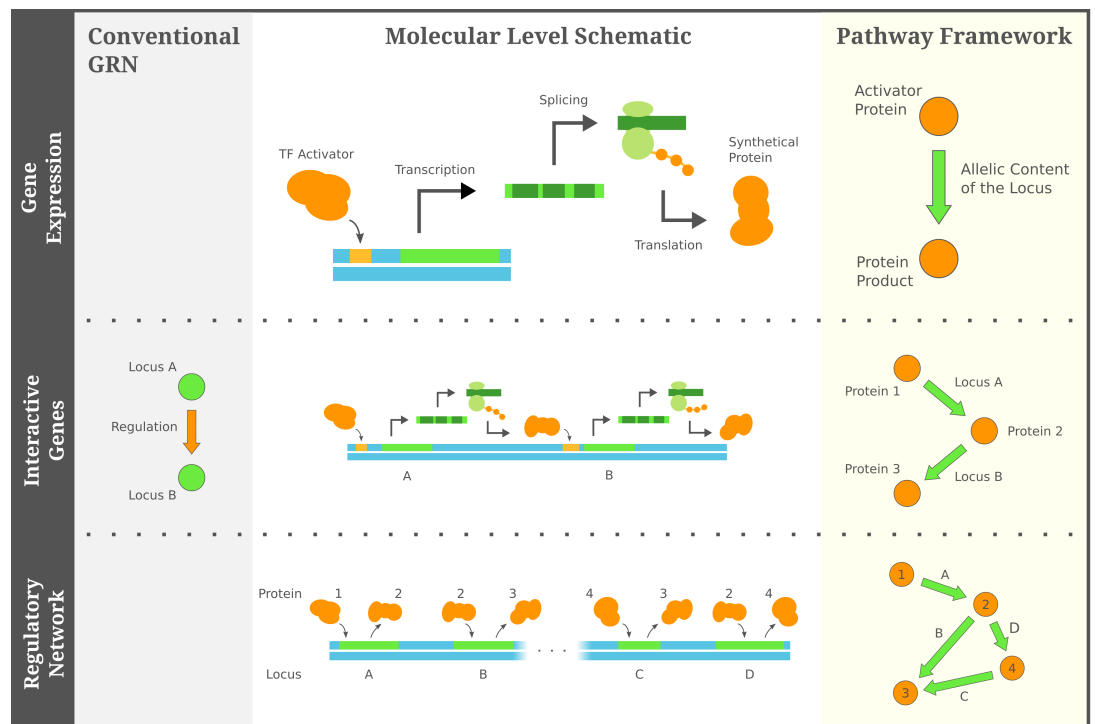 Conventional
GRN
Molecular Level Schematic
Pathway Framework
Gene
Expression
TF Activator
Transcription
Splicing
Translation
Synthetical
Protein
Activator
Protein
Allelic Content
of the Locus
Protein
Product
Interactive
Genes
Locus A
Regulation
Locus B
A
B
Protein 1
Locus A
Protein 2
Protein 3
Locus B
Regulatory
Network
Protein 1 2 2 3 4 3 2 4
. . . .
Locus A B C D
1
A
2
B
D
4
3
C